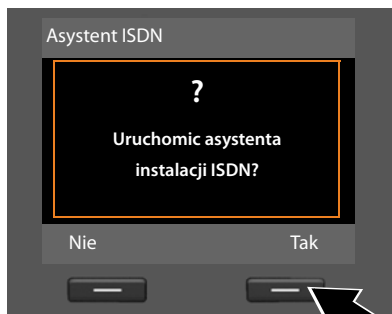 Asystent ISDN
?
Uruchomic asystenta
instalacji ISDN?
Nie Tak